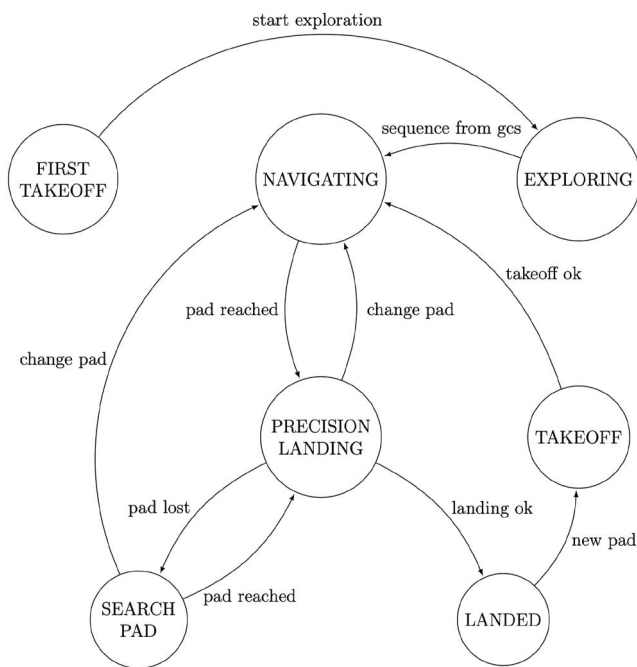 start exploration
sequence from gcs
FIRST
TAKEOFF
NAVIGATING
EXPLORING
takeoff ok
pad reached
change pad
change pad
PRECISION
LANDING
TAKEOFF
pad lost
landing ok
new pad
pad reached
SEARCH
PAD
LANDED